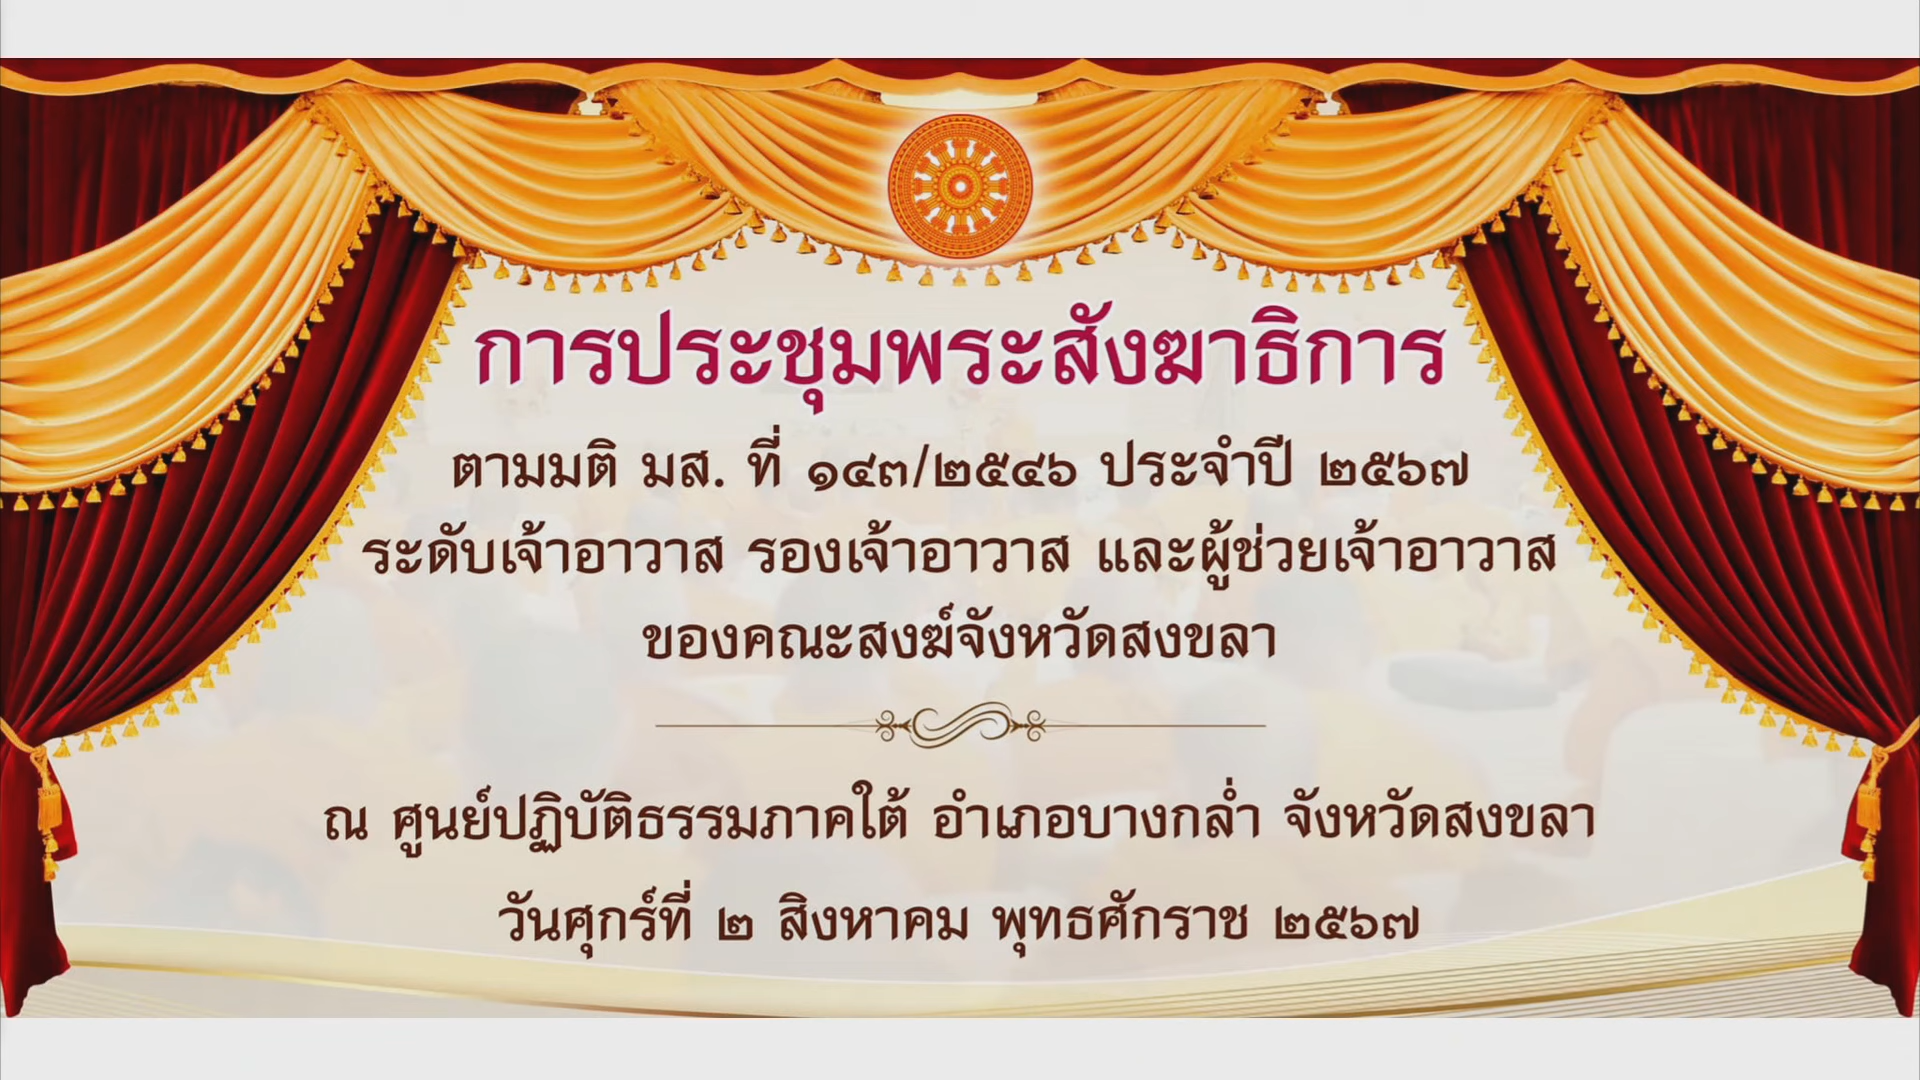 การประชุมพระสังฆาธิการ
ตามมติ มส. ที่ ๑๔๓/๒๕๔๖ ประจำปี ๒๕๖๗
ระดับเจ้าอาวาส รองเจ้าอาวาส และผู้ช่วยเจ้าอาวาส
ของคณะสงฆ์จังหวัดสงขลา
ณ ศูนย์ปฏิบัติธรรมภาคใต้ อำเภอบางกล่ำ จังหวัดสงขลา
วันศุกร์ที่ ๒ สิงหาคม พุทธศักราช ๒๕๖๗